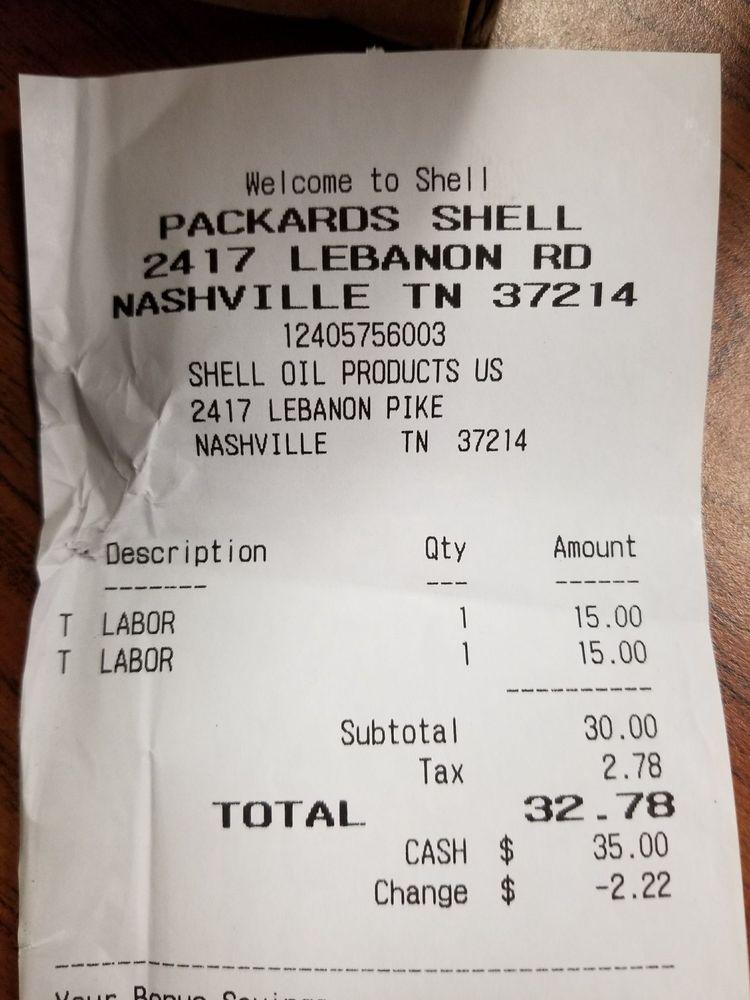 Welcome to Shell
PACKARDS SHELL
2417 LEBANON RD
NASHVILLE TN 37214
12405756003
SHELL OIL PRODUCTS US
2417 LEBANON PIKE
NASHVILLE TN 37214
Description Qty Amount
------- --- ------
T LABOR 1 15.00
T LABOR 1 15.00
----------
Subtotal 30.00
Tax 2.78
TOTAL 32.78
CASH $ 35.00
Change $ -2.22
Your Bonus Savings